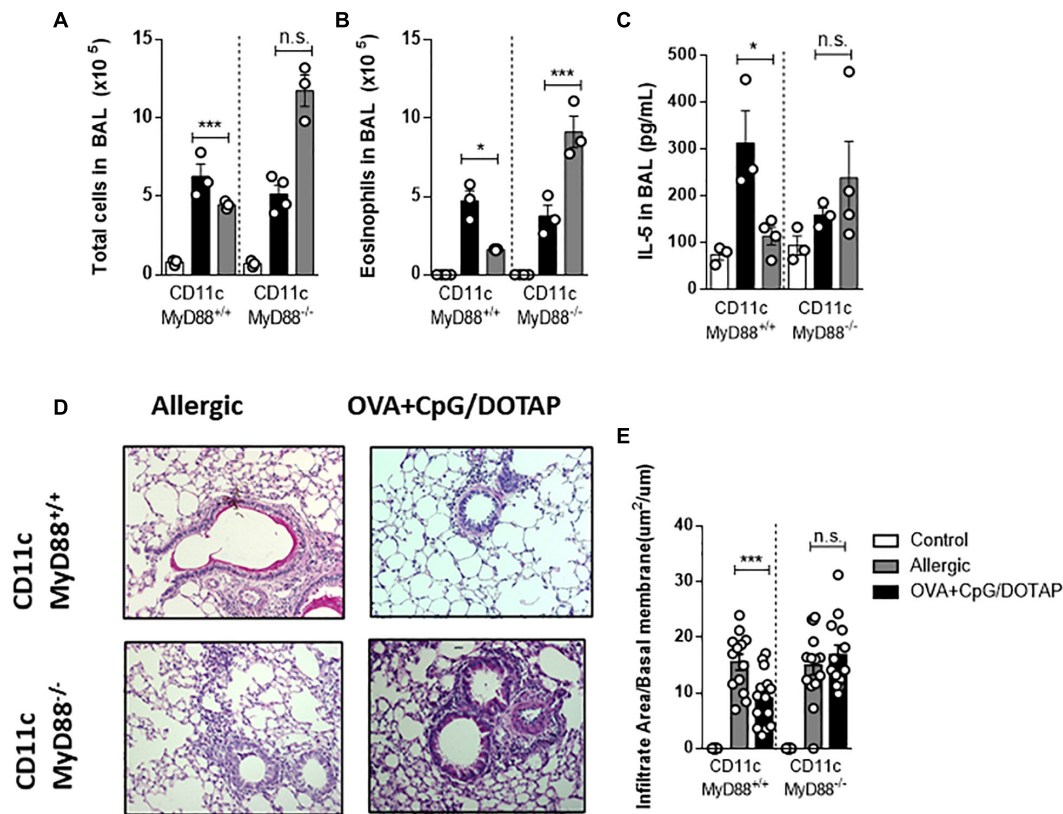 A
Total cells in BAL (x10 5)
15
10
5
0
***
n.s.
CD11c
MyD88+/+
CD11c
MyD88-/-
B
Eosinophils in BAL (x10 5)
15
10
5
0
*
***
CD11c
MyD88+/+
CD11c
MyD88-/-
C
IL-5 in BAL (pg/mL)
500
400
300
200
100
0
*
n.s.
CD11c
MyD88+/+
CD11c
MyD88-/-
D
Allergic
OVA+CpG/DOTAP
CD11c
MyD88+/+
CD11c
MyD88-/-
E
Infiltrate Area/Basal membrane(um2/um)
40
30
20
10
0
***
n.s.
CD11c
MyD88+/+
CD11c
MyD88-/-
Control
Allergic
OVA+CpG/DOTAP